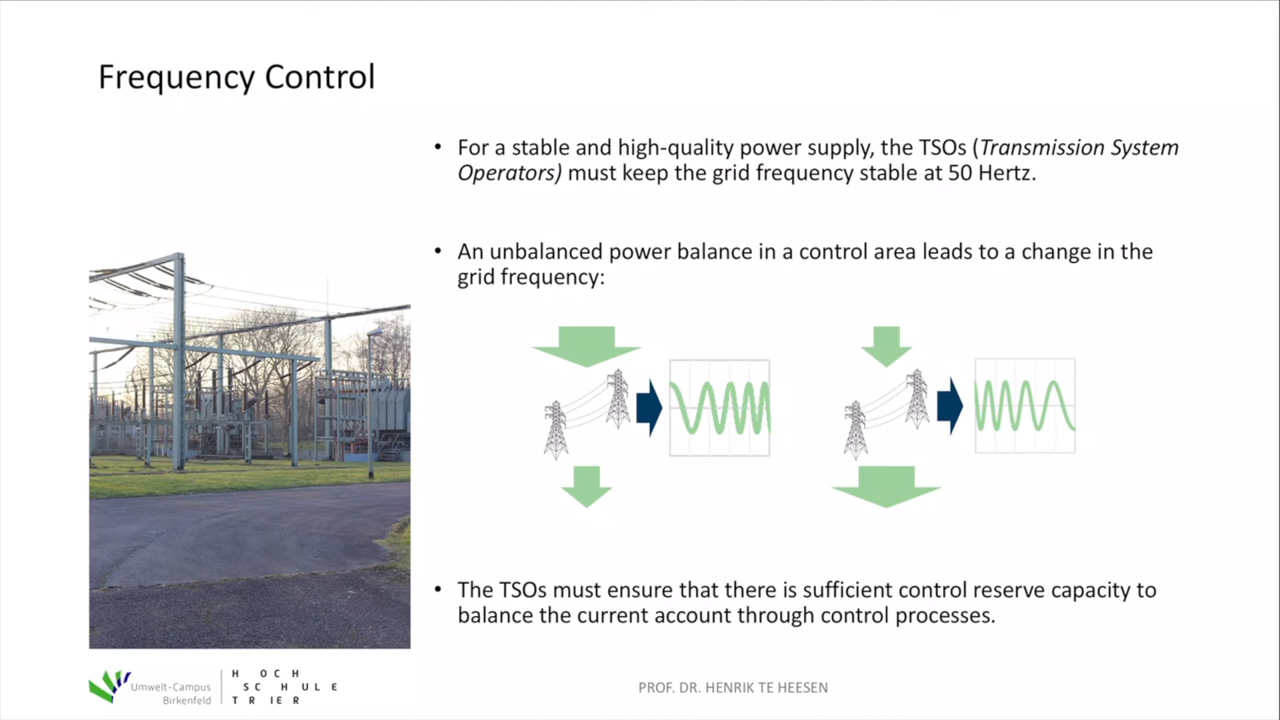 Frequency Control
• For a stable and high-quality power supply, the TSOs (Transmission System
Operators) must keep the grid frequency stable at 50 Hertz.
• An unbalanced power balance in a control area leads to a change in the
grid frequency:
• The TSOs must ensure that there is sufficient control reserve capacity to
balance the current account through control processes.
Umwelt-Campus
Birkenfeld
HOCH
SCHULE
TRIER
PROF. DR. HENRIK TE HEESEN